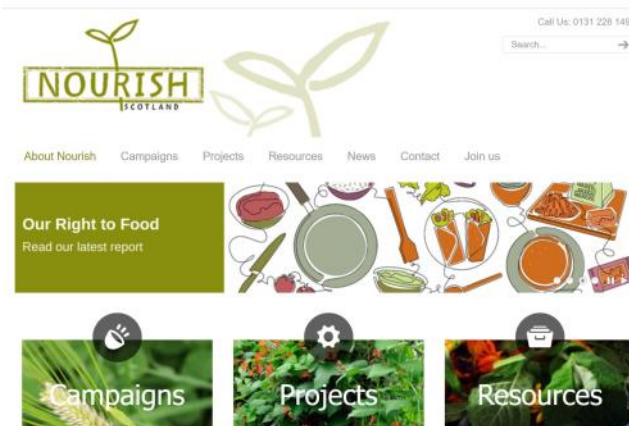 Call Us: 0131 226 149
Search...
NOURISH
SCOTLAND
About Nourish Campaigns Projects Resources News Contact Join us
Our Right to Food
Read our latest report
Campaigns Projects Resources